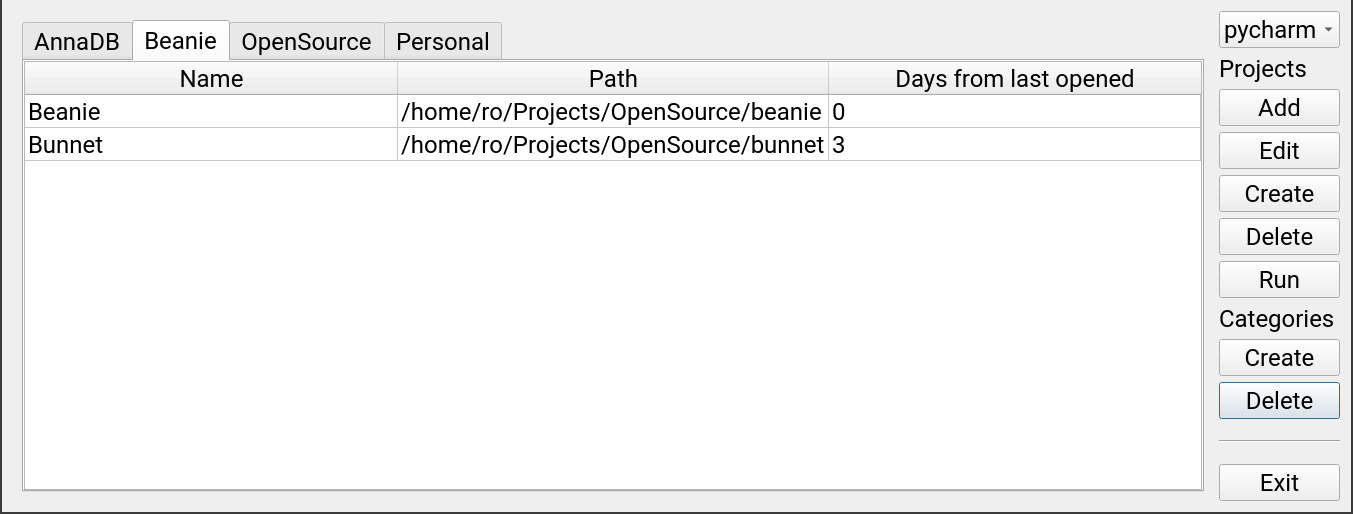 AnnaDB Beanie OpenSource Personal
Name Path Days from last opened
Beanie /home/ro/Projects/OpenSource/beanie 0
Bunnet /home/ro/Projects/OpenSource/bunnet 3
pycharm
Projects
Add
Edit
Create
Delete
Run
Categories
Create
Delete
Exit